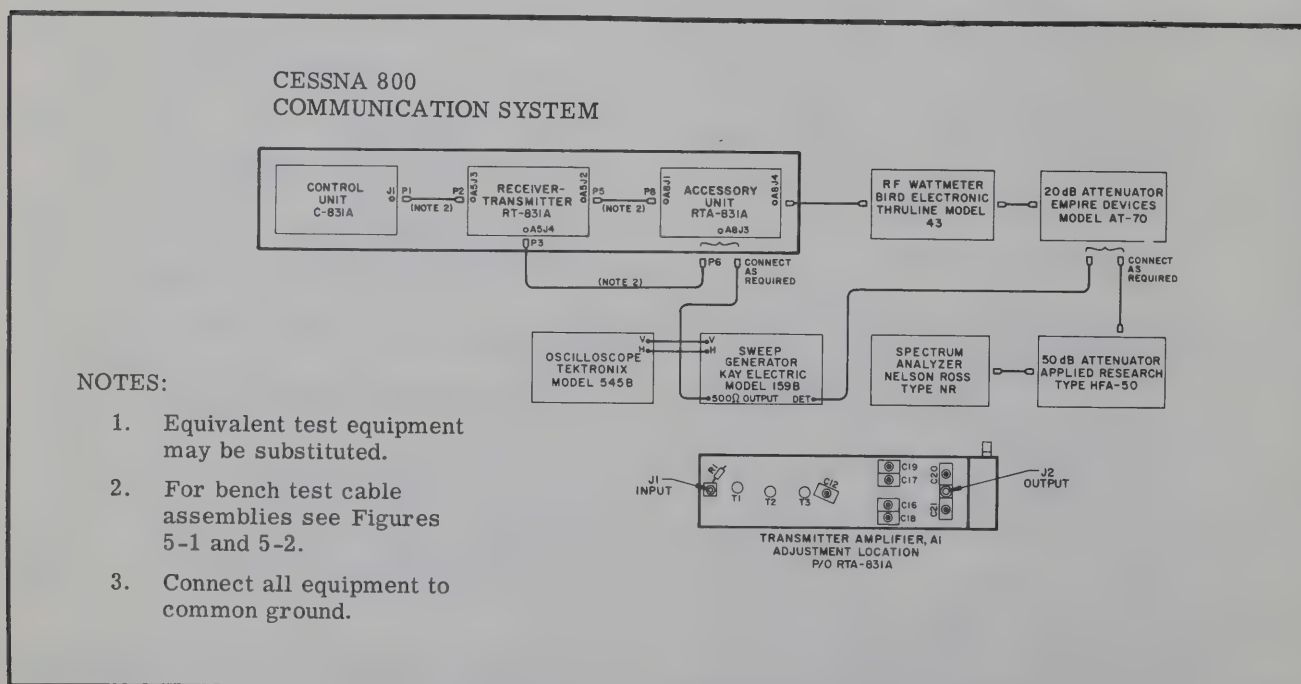 CESSNA 800
COMMUNICATION SYSTEM
CONTROL
UNIT
C-831A
J1
P1
(NOTE 2)
P2
A5J3
RECEIVER-
TRANSMITTER
RT-831A
A5J4
A5J2
P3
P5
(NOTE 2)
P8
A8J1
ACCESSORY
UNIT
RTA-831A
A8J3
A8J4
RF WATTMETER
BIRD ELECTRONIC
THRULINE MODEL
43
20 dB ATTENUATOR
EMPIRE DEVICES
MODEL AT-70
(NOTE 2)
P6
CONNECT
AS
REQUIRED
CONNECT
AS
REQUIRED
OSCILLOSCOPE
TEKTRONIX
MODEL 545B
V
H
V
H
SWEEP
GENERATOR
KAY ELECTRIC
MODEL 159B
500Ω OUTPUT DET
SPECTRUM
ANALYZER
NELSON ROSS
TYPE NR
50 dB ATTENUATOR
APPLIED RESEARCH
TYPE HFA-50
NOTES:
1. Equivalent test equipment
may be substituted.
2. For bench test cable
assemblies see Figures
5-1 and 5-2.
3. Connect all equipment to
common ground.
J1
INPUT
R1
T1
T2
T3
C12
C19
C17
C16
C18
C20
C21
J2
OUTPUT
TRANSMITTER AMPLIFIER, A1
ADJUSTMENT LOCATION
P/O RTA-831A